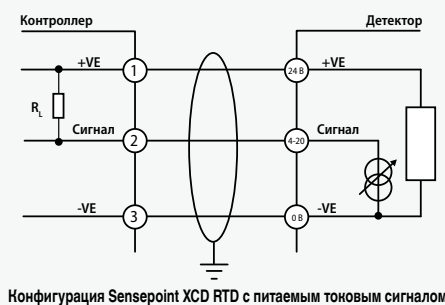 Контроллер Детектор
+VE 1 24 В +VE
R L
Сигнал 2 4-20 Сигнал
-VE 3 0 В -VE
Конфигурация Sensepoint XCD RTD с питаемым токовым сигналом